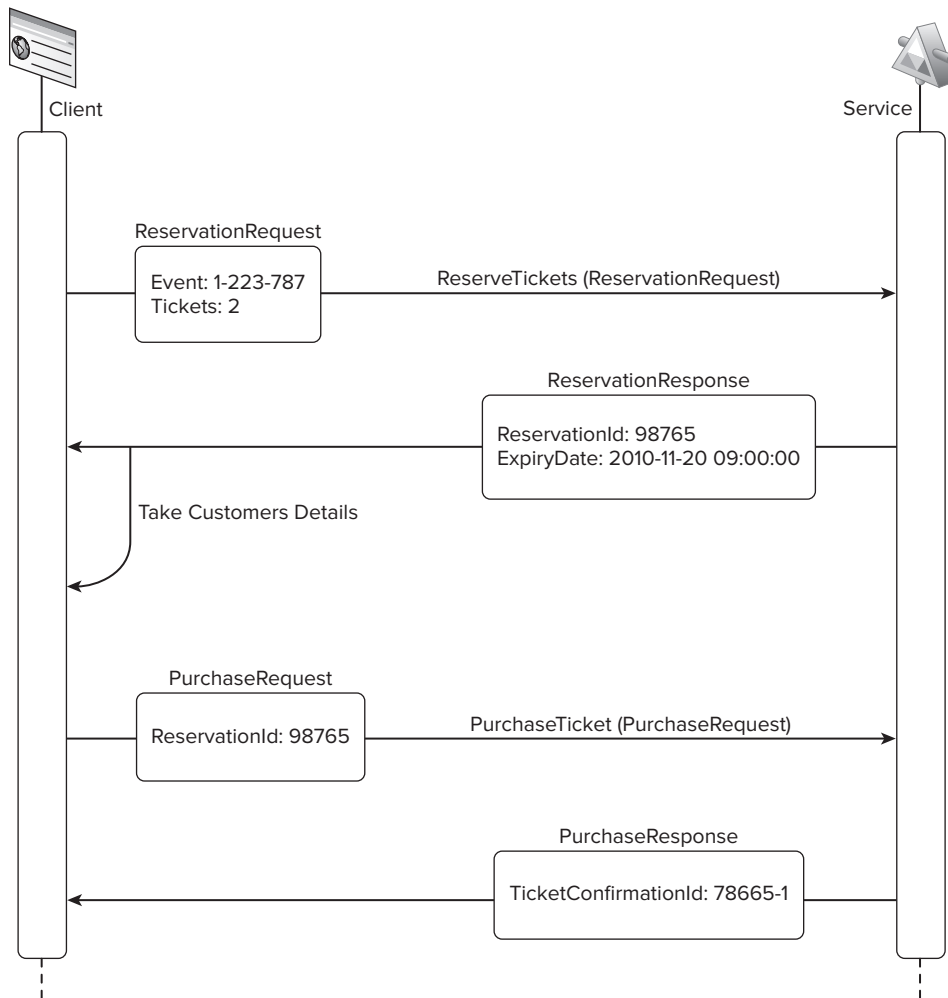 Client
Service
ReservationRequest
Event: 1-223-787
Tickets: 2
ReserveTickets (ReservationRequest)
ReservationResponse
ReservationId: 98765
ExpiryDate: 2010-11-20 09:00:00
Take Customers Details
PurchaseRequest
ReservationId: 98765
PurchaseTicket (PurchaseRequest)
PurchaseResponse
TicketConfirmationId: 78665-1